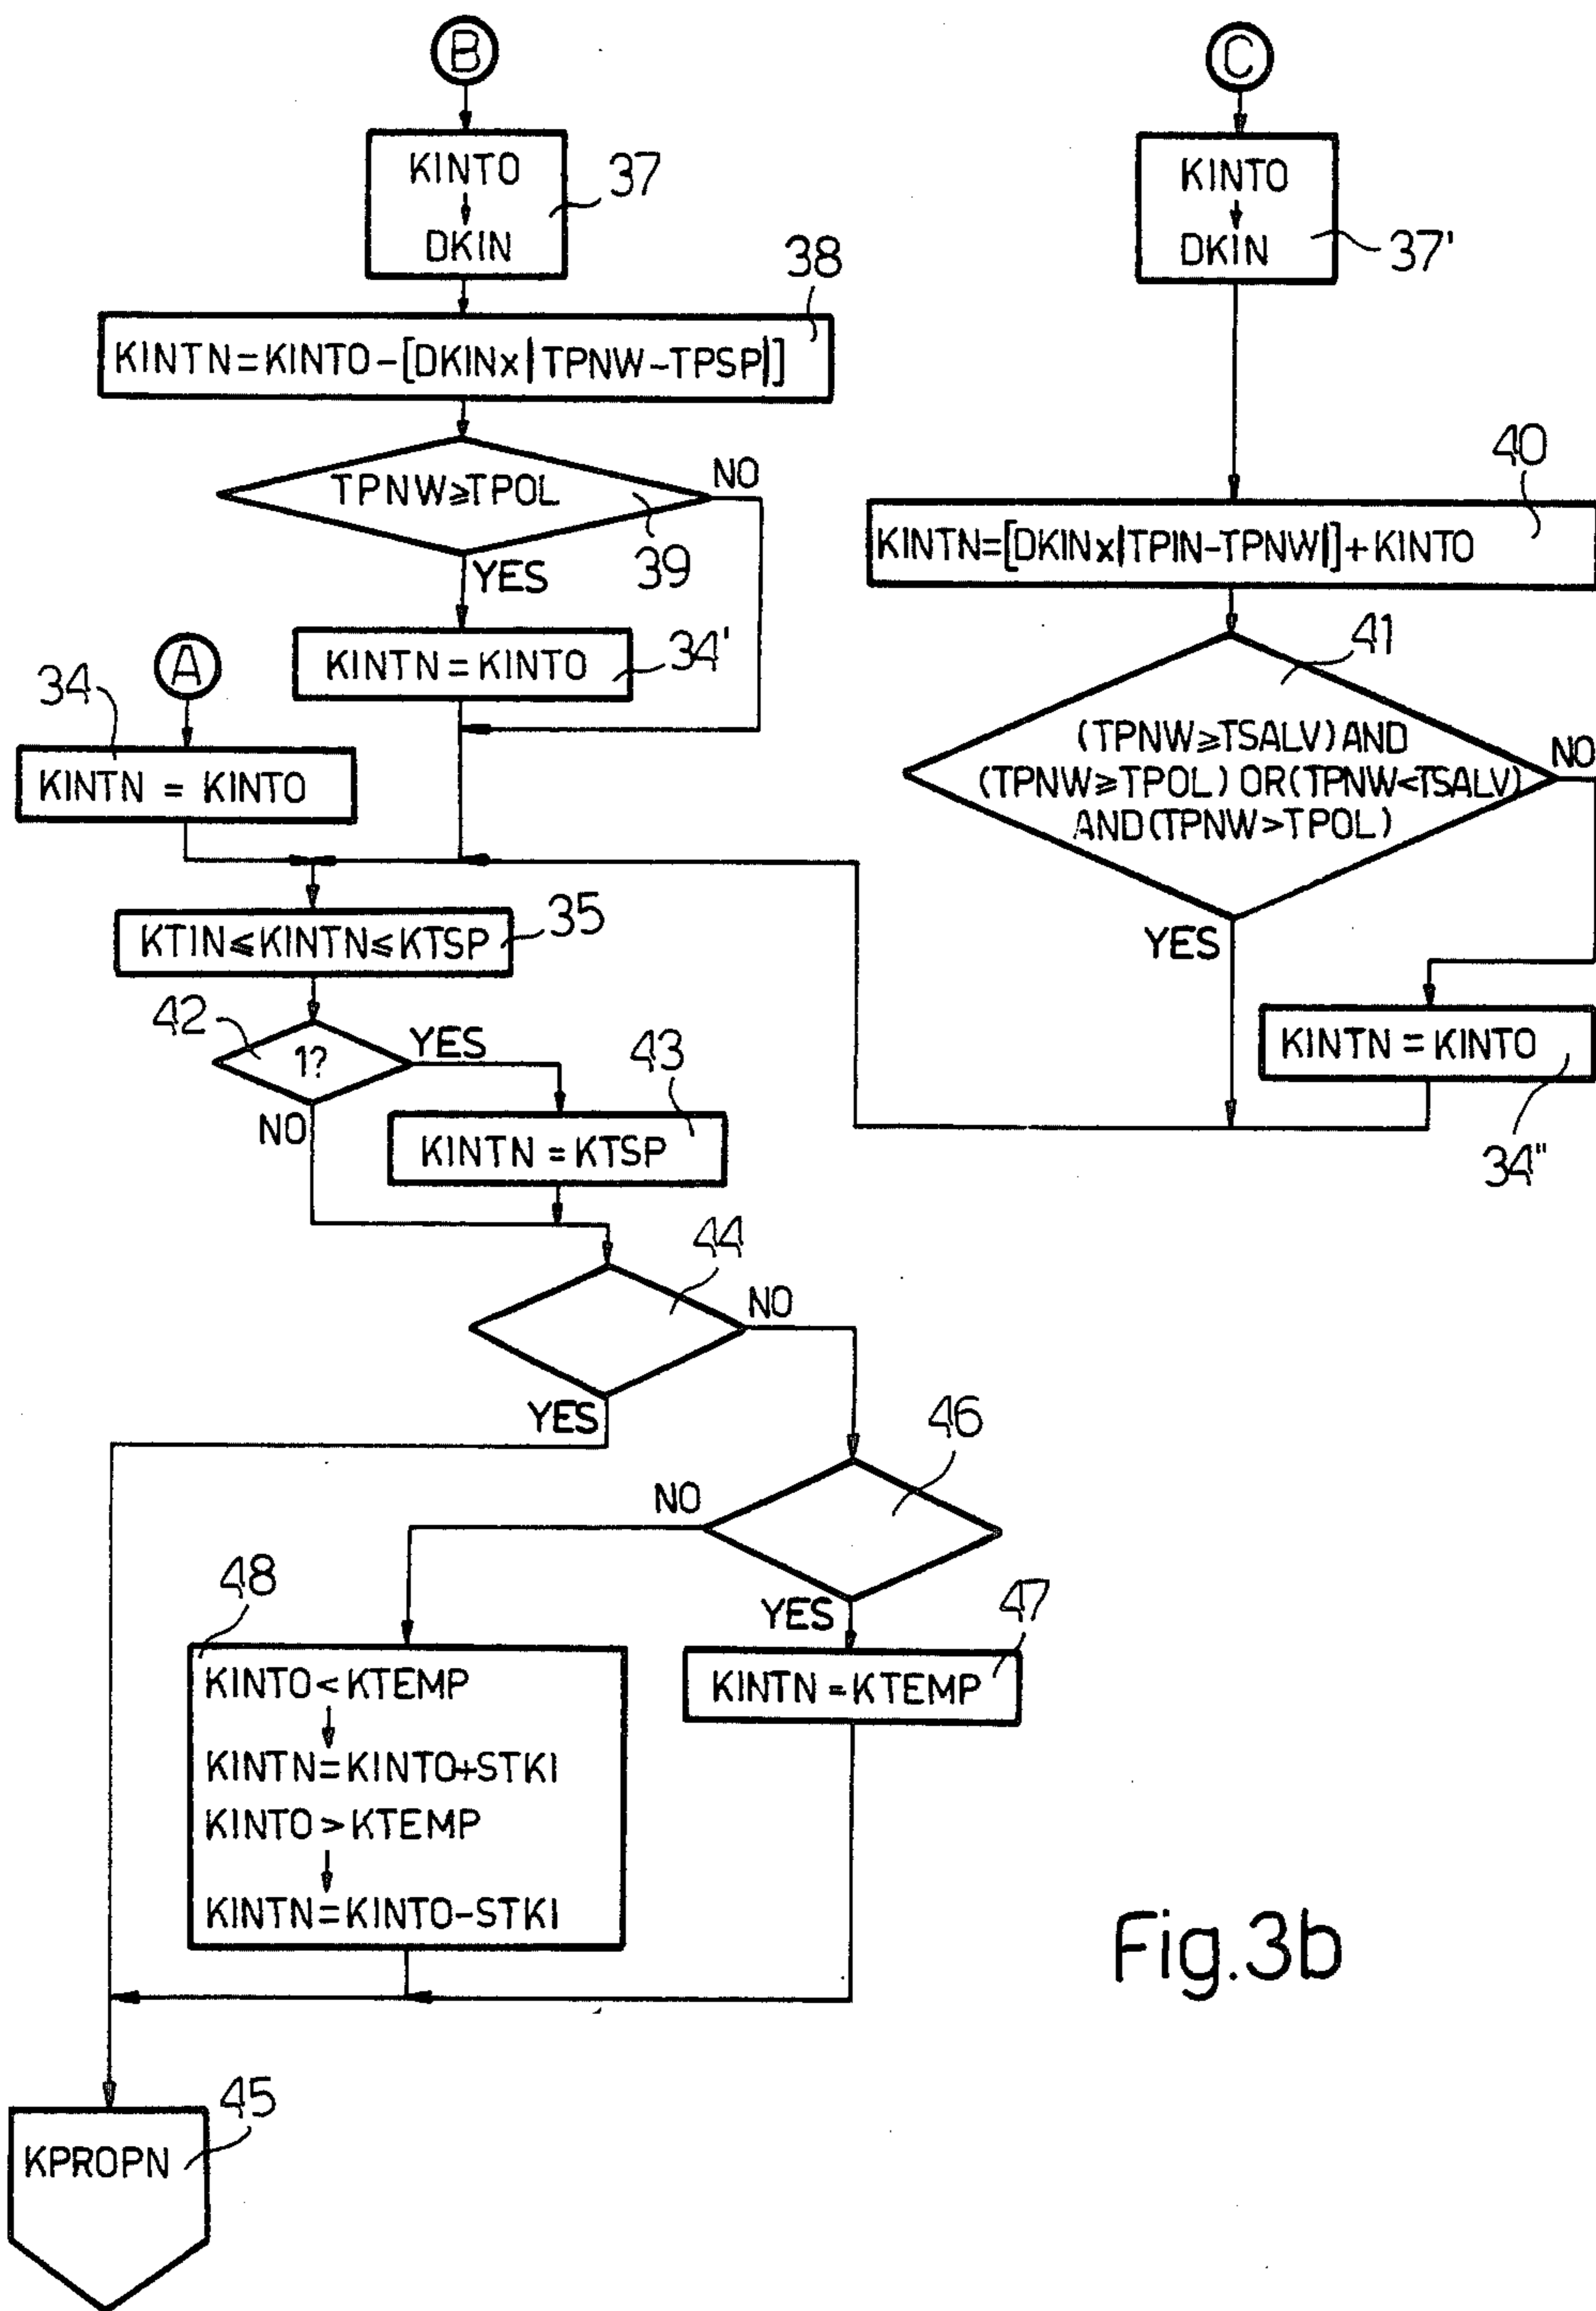 B
KINTO
DKIN
37
38
KINTN=KINTO-[DKINx|TPNW-TPSP|]
TPNW≥TPOL
NO
39
YES
KINTN=KINTO
34'
A
34
KINTN = KINTO
KTIN≤KINTN≤KTSP
35
42
1?
YES
43
NO
KINTN=KTSP
44
NO
YES
46
NO
48
YES
47
KINTO<KTEMP
KINTN=KINTO+STKI
KINTO>KTEMP
KINTN=KINTO-STKI
KINTN=KTEMP
45
KPROPN
C
KINTO
DKIN
37'
40
KINTN=[DKINx|TPIN-TPNW|]+KINTO
41
(TPNW≥TSALV)AND
(TPNW≥TPOL) OR(TPNW<TSALV)
AND(TPNW>TPOL)
NO
YES
KINTN=KINTO
34"
Fig.3b